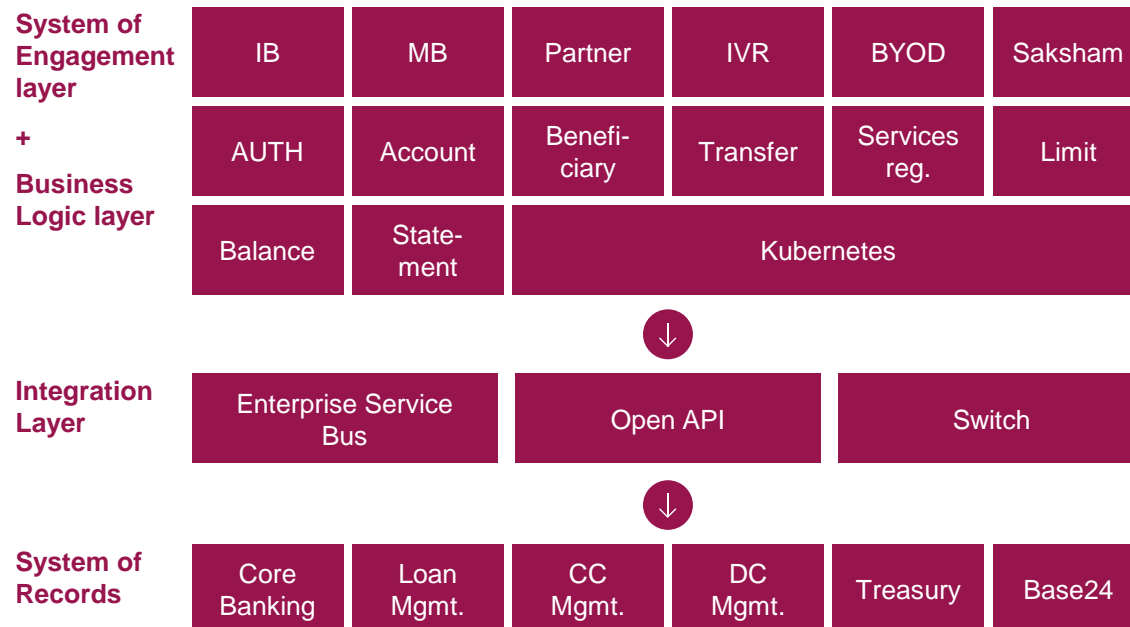 System of
Engagement
layer
+
Business
Logic layer
IB
MB
Partner
IVR
BYOD
Saksham
AUTH
Account
Benefi-
ciary
Transfer
Services
reg.
Limit
Balance
State-
ment
Kubernetes
Integration
Layer
Enterprise Service
Bus
Open API
Switch
System of
Records
Core
Banking
Loan
Mgmt.
CC
Mgmt.
DC
Mgmt.
Treasury
Base24